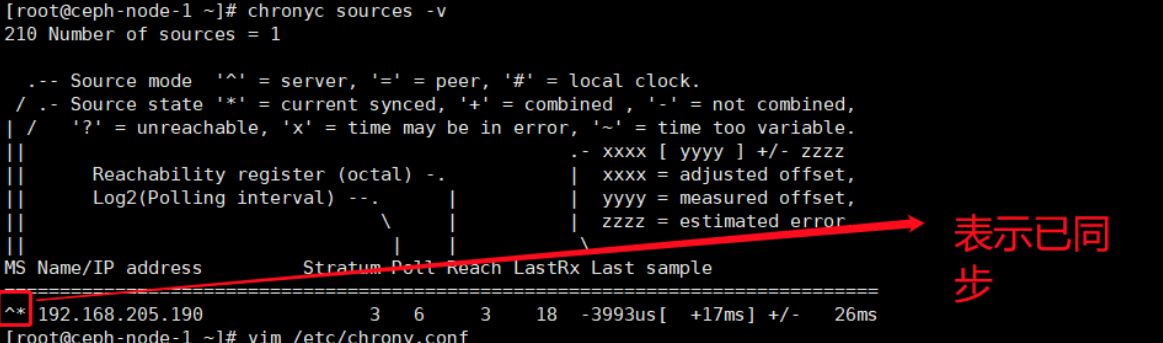 [root@ceph-node-1 ~]# chronyc sources -v
210 Number of sources = 1
.-- Source mode  '^' = server, '=' = peer, '#' = local clock.
/ .- Source state '*' = current synced, '+' = combined , '-' = not combined,
| /   '?' = unreachable, 'x' = time may be in error, '~' = time too variable.
||                                                 .- xxxx [ yyyy ] +/- zzzz
||      Reachability register (octal) -.           |  xxxx = adjusted offset,
||      Log2(Polling interval) --.      |          |  yyyy = measured offset,
||                                \     |          |  zzzz = estimated error.
||                                 |    |           \
MS Name/IP address         Stratum Poll Reach LastRx Last sample
===============================================================================
^* 192.168.205.190               3   6     3    18  -3993us[  +17ms] +/-   26ms
[root@ceph-node-1 ~]# vim /etc/chrony.conf
表示已同
步